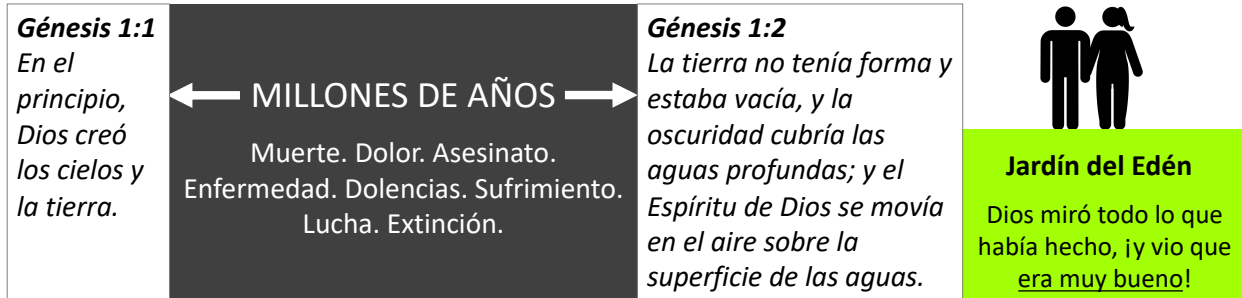 Génesis 1:1
En el
principio,
Dios creó
los cielos y
la tierra.
MILLONES DE AÑOS
Muerte. Dolor. Asesinato.
Enfermedad. Dolencias. Sufrimiento.
Lucha. Extinción.
Génesis 1:2
La tierra no tenía forma y
estaba vacía, y la
oscuridad cubría las
aguas profundas; y el
Espíritu de Dios se movía
en el aire sobre la
superficie de las aguas.
Jardín del Edén
Dios miró todo lo que
había hecho, ¡y vio que
era muy bueno!